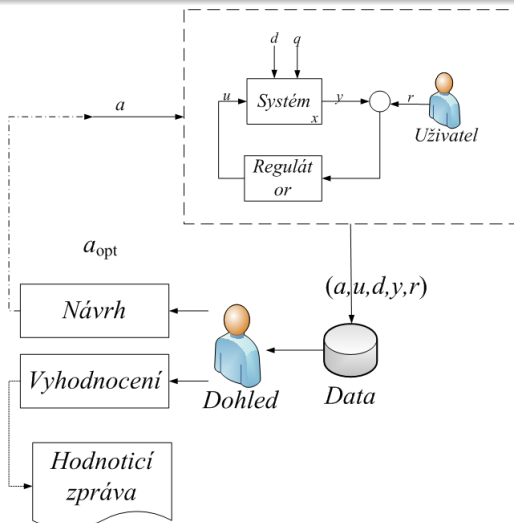 d q
u Systém y r
x
Uživatel
a
Regulát
or
a_opt
(a,u,d,y,r)
Návrh
Vyhodnocení
Dohled Data
Hodnoticí
zpráva